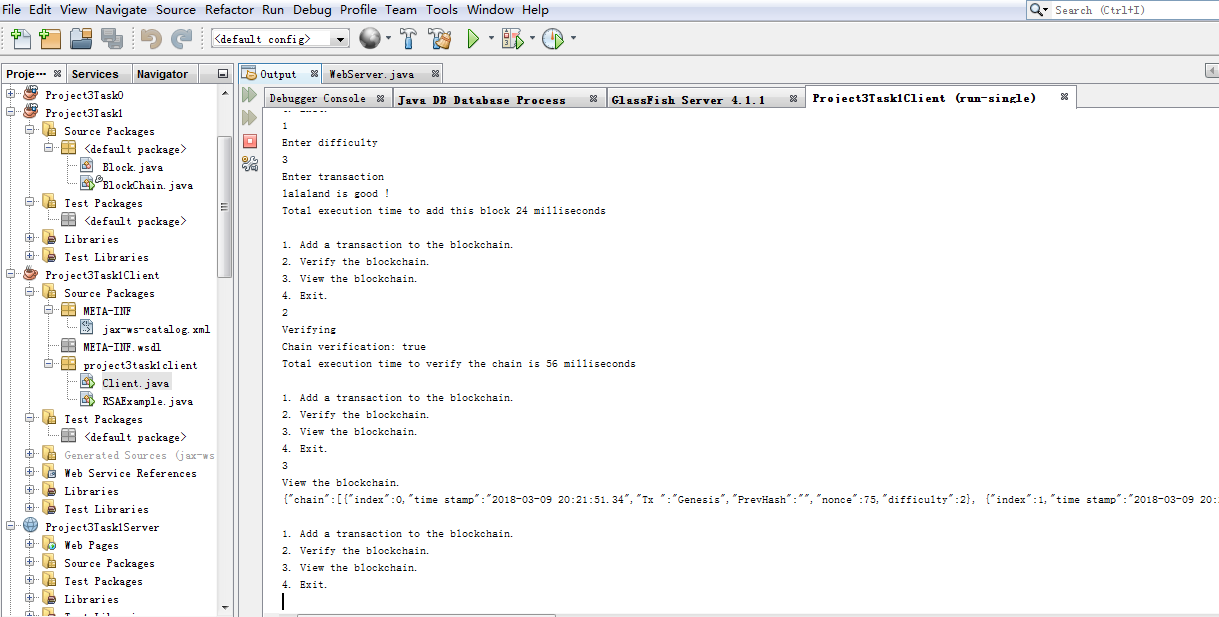 File Edit View Navigate Source Refactor Run Debug Profile Team Tools Window Help
Search (Ctrl+I)
<default config>
Proje··· Services Navigator
Output WebServer.java
Debugger Console Java DB Database Process GlassFish Server 4.1.1 Project3Task1Client (run-single)
Project3Task0
Project3Task1
Source Packages
<default package>
Block.java
BlockChain.java
Test Packages
<default package>
Libraries
Test Libraries
Project3Task1Client
Source Packages
META-INF
jax-ws-catalog.xml
META-INF.wsdl
project3task1client
Client.java
RSAExample.java
Test Packages
<default package>
Generated Sources (jax-ws
Web Service References
Libraries
Test Libraries
Project3Task1Server
Web Pages
Source Packages
Test Packages
Libraries
1
Enter difficulty
3
Enter transaction
lalaland is good !
Total execution time to add this block 24 milliseconds
1. Add a transaction to the blockchain.
2. Verify the blockchain.
3. View the blockchain.
4. Exit.
2
Verifying
Chain verification: true
Total execution time to verify the chain is 56 milliseconds
1. Add a transaction to the blockchain.
2. Verify the blockchain.
3. View the blockchain.
4. Exit.
3
View the blockchain.
{"chain":[{"index":0,"time stamp":"2018-03-09 20:21:51.34","Tx ":"Genesis","PrevHash":"","nonce":75,"difficulty":2}, {"index":1,"time stamp":"2018-03-09 20:
1. Add a transaction to the blockchain.
2. Verify the blockchain.
3. View the blockchain.
4. Exit.